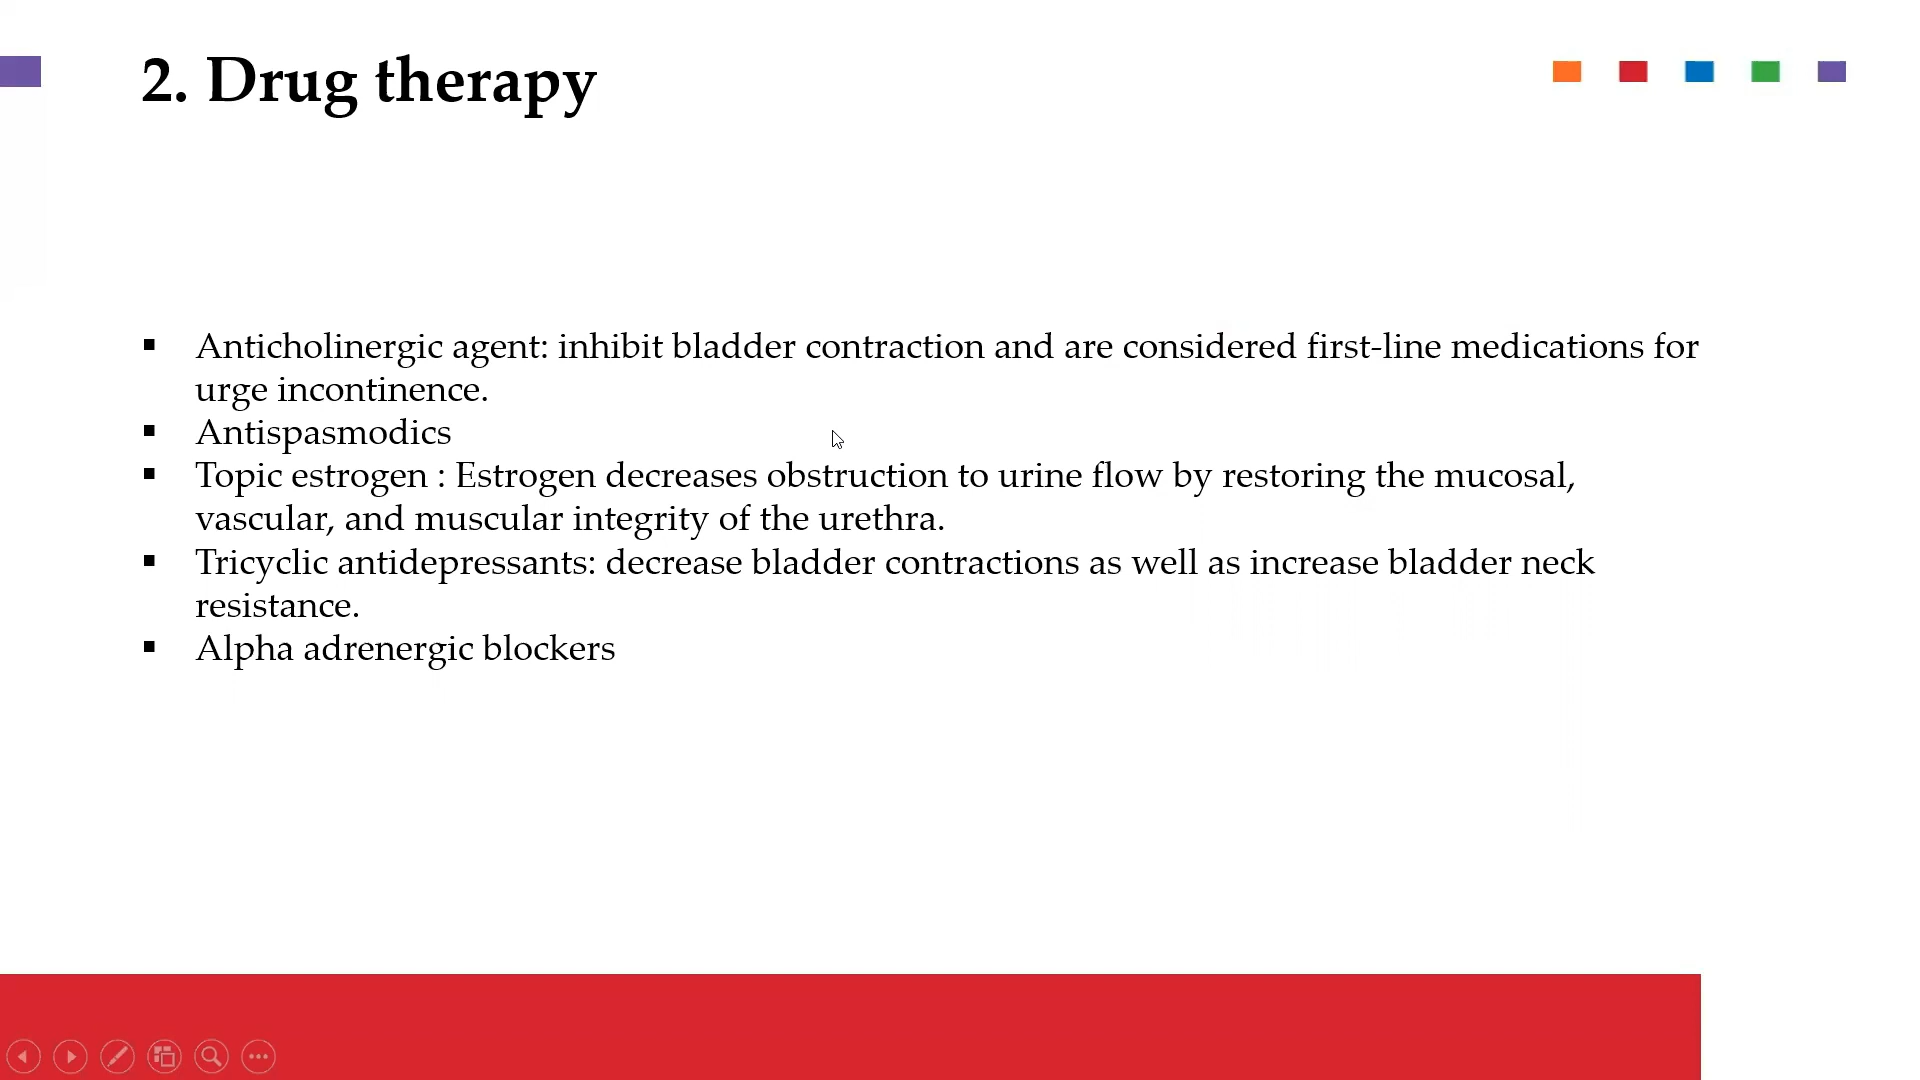 2. Drug therapy
▪ Anticholinergic agent: inhibit bladder contraction and are considered first-line medications for
urge incontinence.
▪ Antispasmodics
▪ Topic estrogen : Estrogen decreases obstruction to urine flow by restoring the mucosal,
vascular, and muscular integrity of the urethra.
▪ Tricyclic antidepressants: decrease bladder contractions as well as increase bladder neck
resistance.
▪ Alpha adrenergic blockers